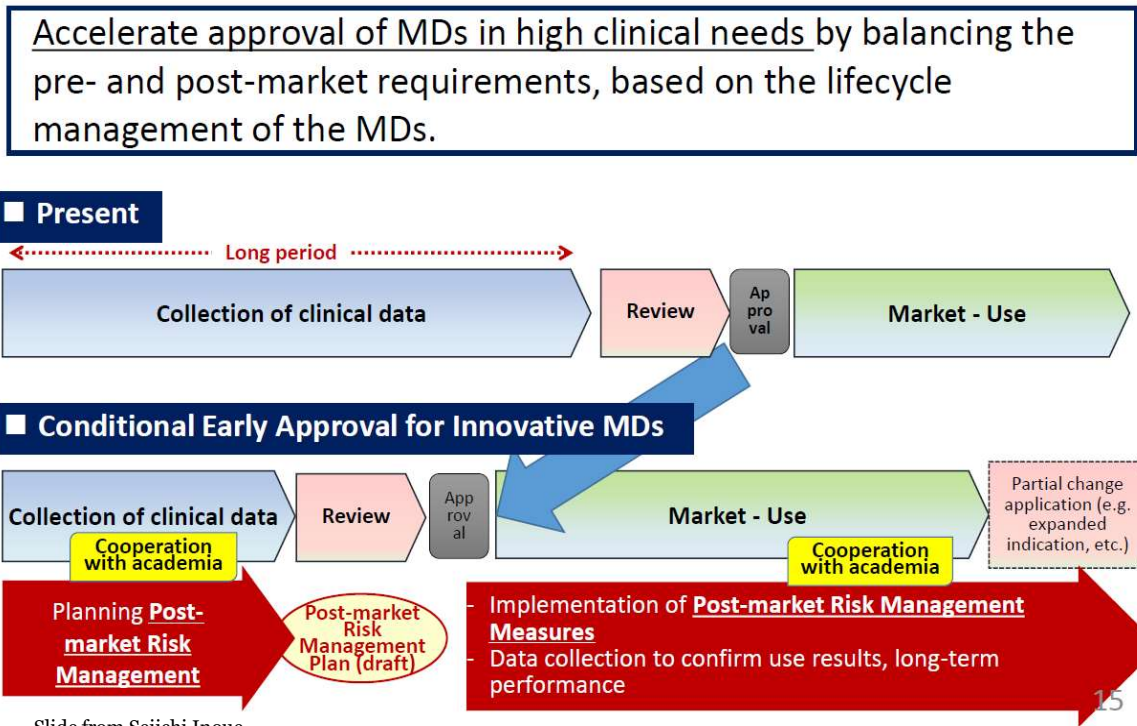 Accelerate approval of MDs in high clinical needs by balancing the
pre- and post-market requirements, based on the lifecycle
management of the MDs.
■ Present
Long period
Collection of clinical data
Review
Ap
pro
val
Market - Use
■ Conditional Early Approval for Innovative MDs
Collection of clinical data
Review
App
rov
al
Market - Use
Partial change
application (e.g.
expanded
indication, etc.)
Cooperation
with academia
Cooperation
with academia
Planning Post-
market Risk
Management
Post-market
Risk
Management
Plan (draft)
- Implementation of Post-market Risk Management
Measures
- Data collection to confirm use results, long-term
performance
15
Slide from Seiichi Inoue